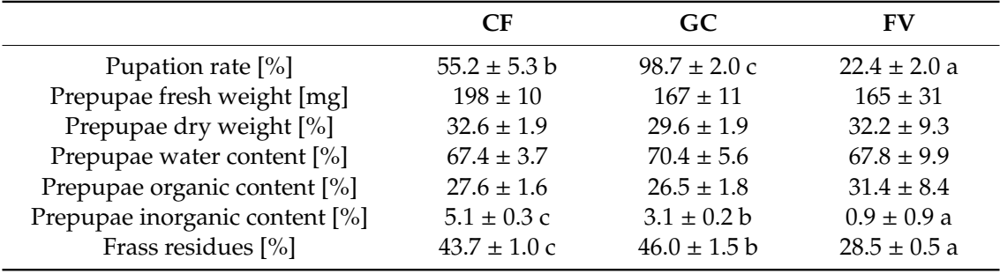 CF GC FV
Pupation rate [%] 55.2 ± 5.3 b 98.7 ± 2.0 c 22.4 ± 2.0 a
Prepupae fresh weight [mg] 198 ± 10 167 ± 11 165 ± 31
Prepupae dry weight [%] 32.6 ± 1.9 29.6 ± 1.9 32.2 ± 9.3
Prepupae water content [%] 67.4 ± 3.7 70.4 ± 5.6 67.8 ± 9.9
Prepupae organic content [%] 27.6 ± 1.6 26.5 ± 1.8 31.4 ± 8.4
Prepupae inorganic content [%] 5.1 ± 0.3 c 3.1 ± 0.2 b 0.9 ± 0.9 a
Frass residues [%] 43.7 ± 1.0 c 46.0 ± 1.5 b 28.5 ± 0.5 a